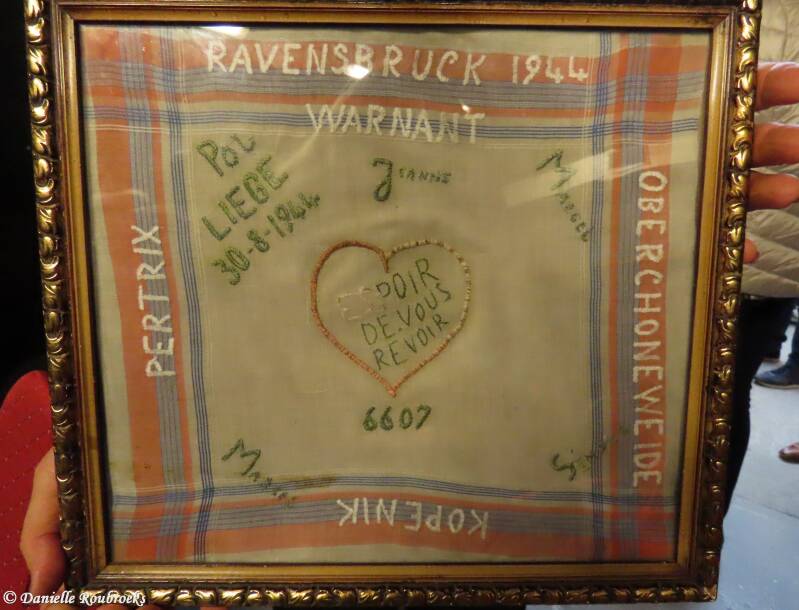 RAVENSBRUCK 1944
WARNANT
POL
LIEGE
30-8-1944
JEANNE
MARCEL
PERTRIX
OBERCHONEWEIDE
ESPOIR
DE.VOUS
REVOIR
6607
KOPENIK
© Danielle Roubroeks